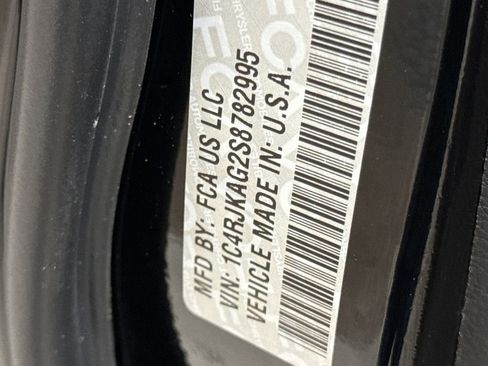 MFD BY: FCA US LLC
VIN: 1C4RJKAG2S8782995
VEHICLE MADE IN: U.S.A.